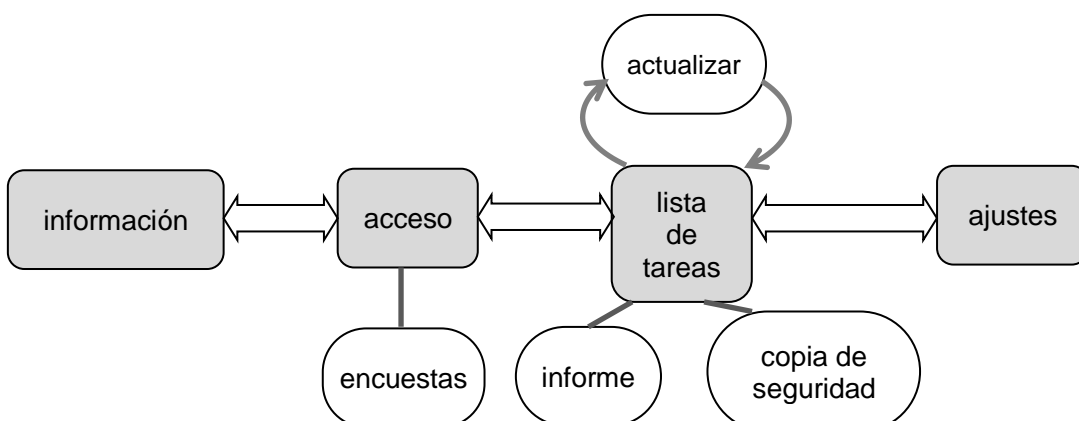 actualizar
información
acceso
lista
de
tareas
ajustes
encuestas
informe
copia de
seguridad